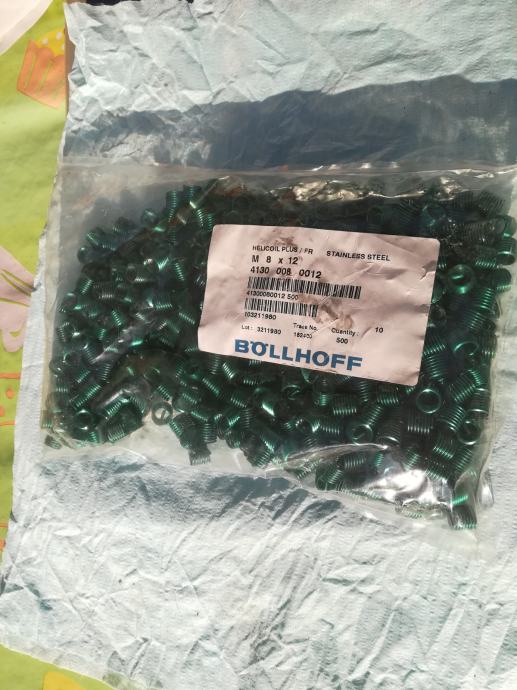 HELICOIL PLUS / FR STAINLESS STEEL
M 8 x 12
4130 008 0012
41300080012 500
103211980
Lot: 3211980 Trace No. Quantity: 10
500
BÖLLHOFF